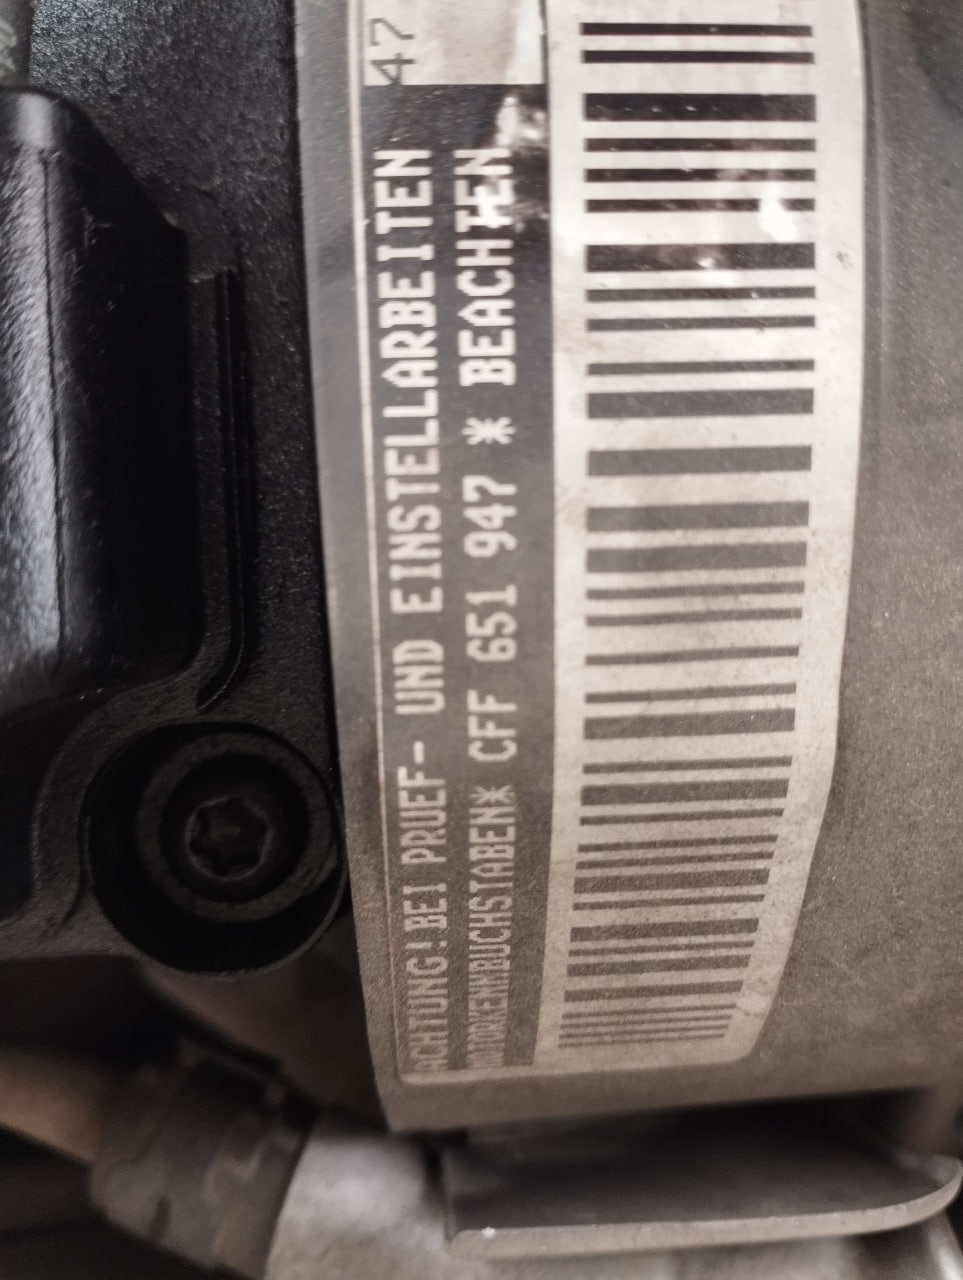 47
ACHTUNG! BEI PRUEF- UND EINSTELLARBEITEN
MOTORKENNBUCHSTABEN* CFF 651 947 * BEACHTEN